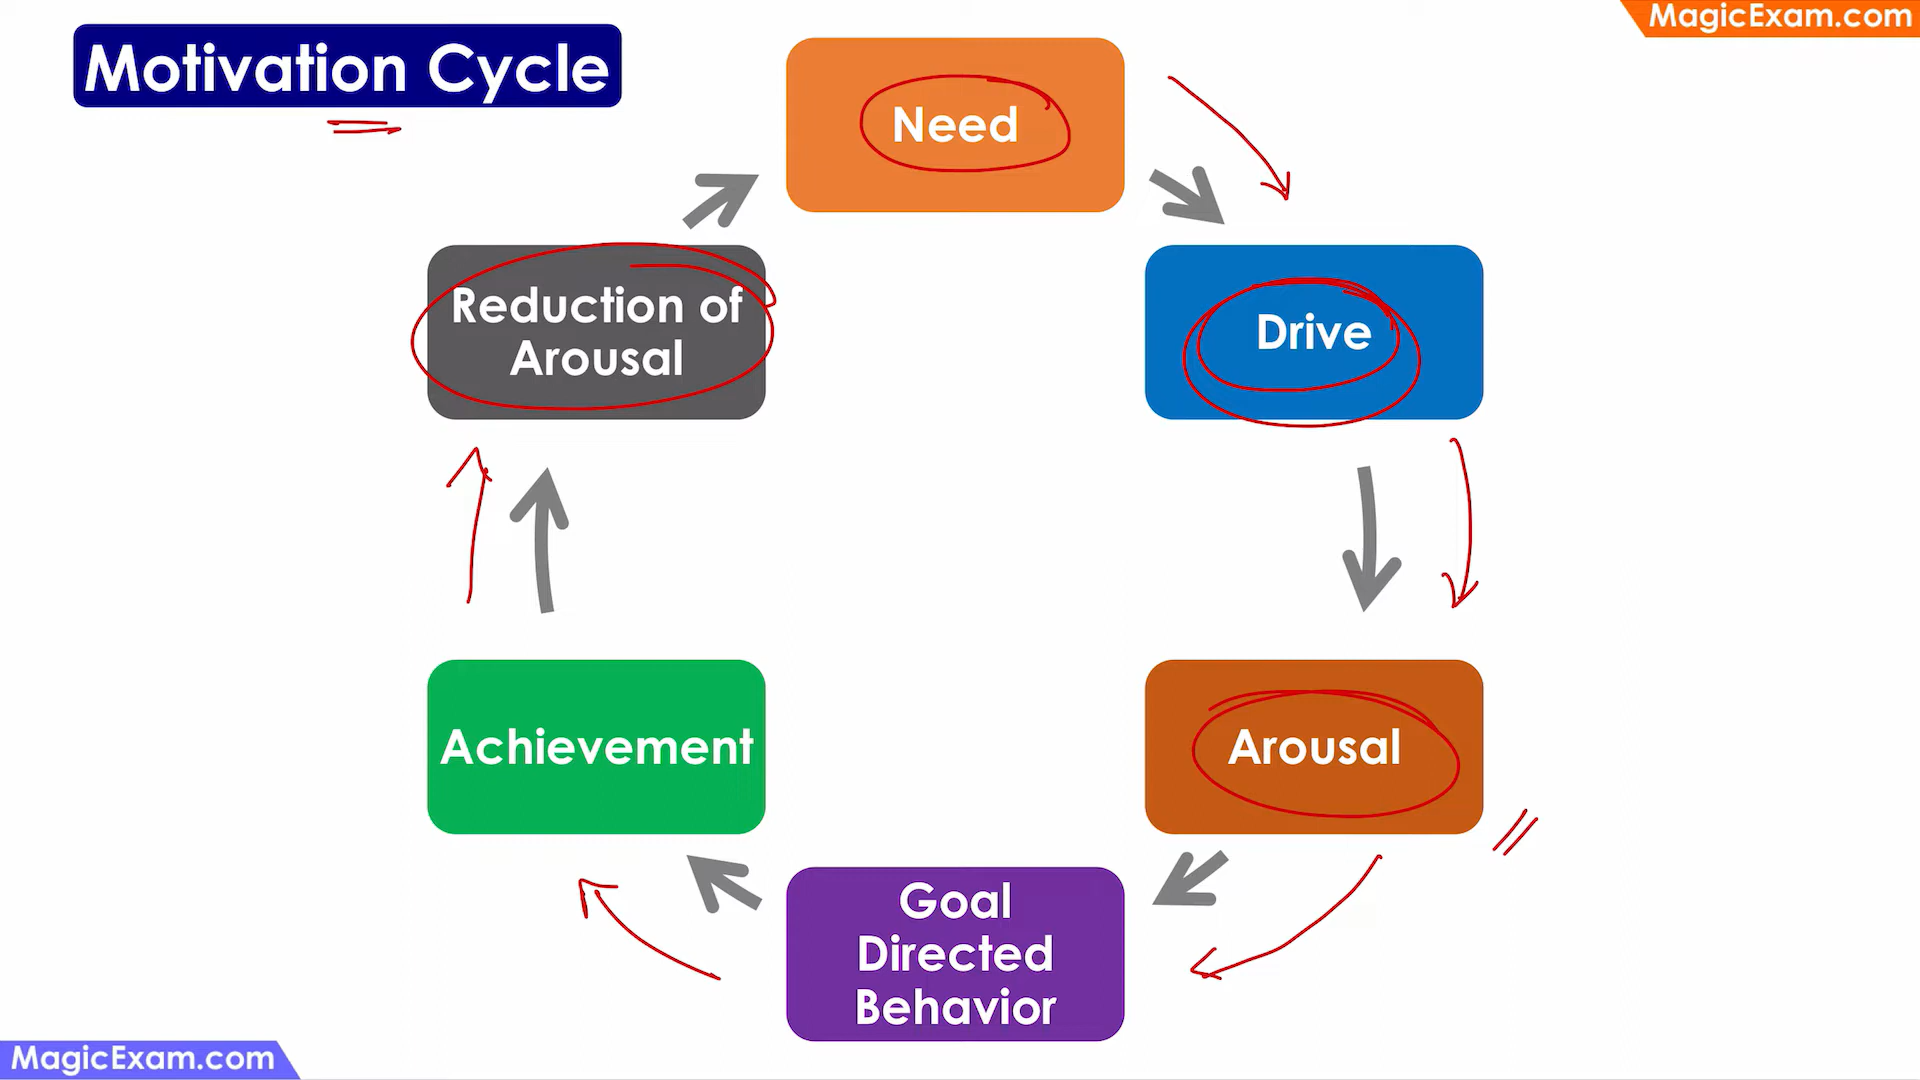 MagicExam.com
Motivation Cycle
Need
Drive
Arousal
Goal
Directed
Behavior
Achievement
Reduction of
Arousal
MagicExam.com